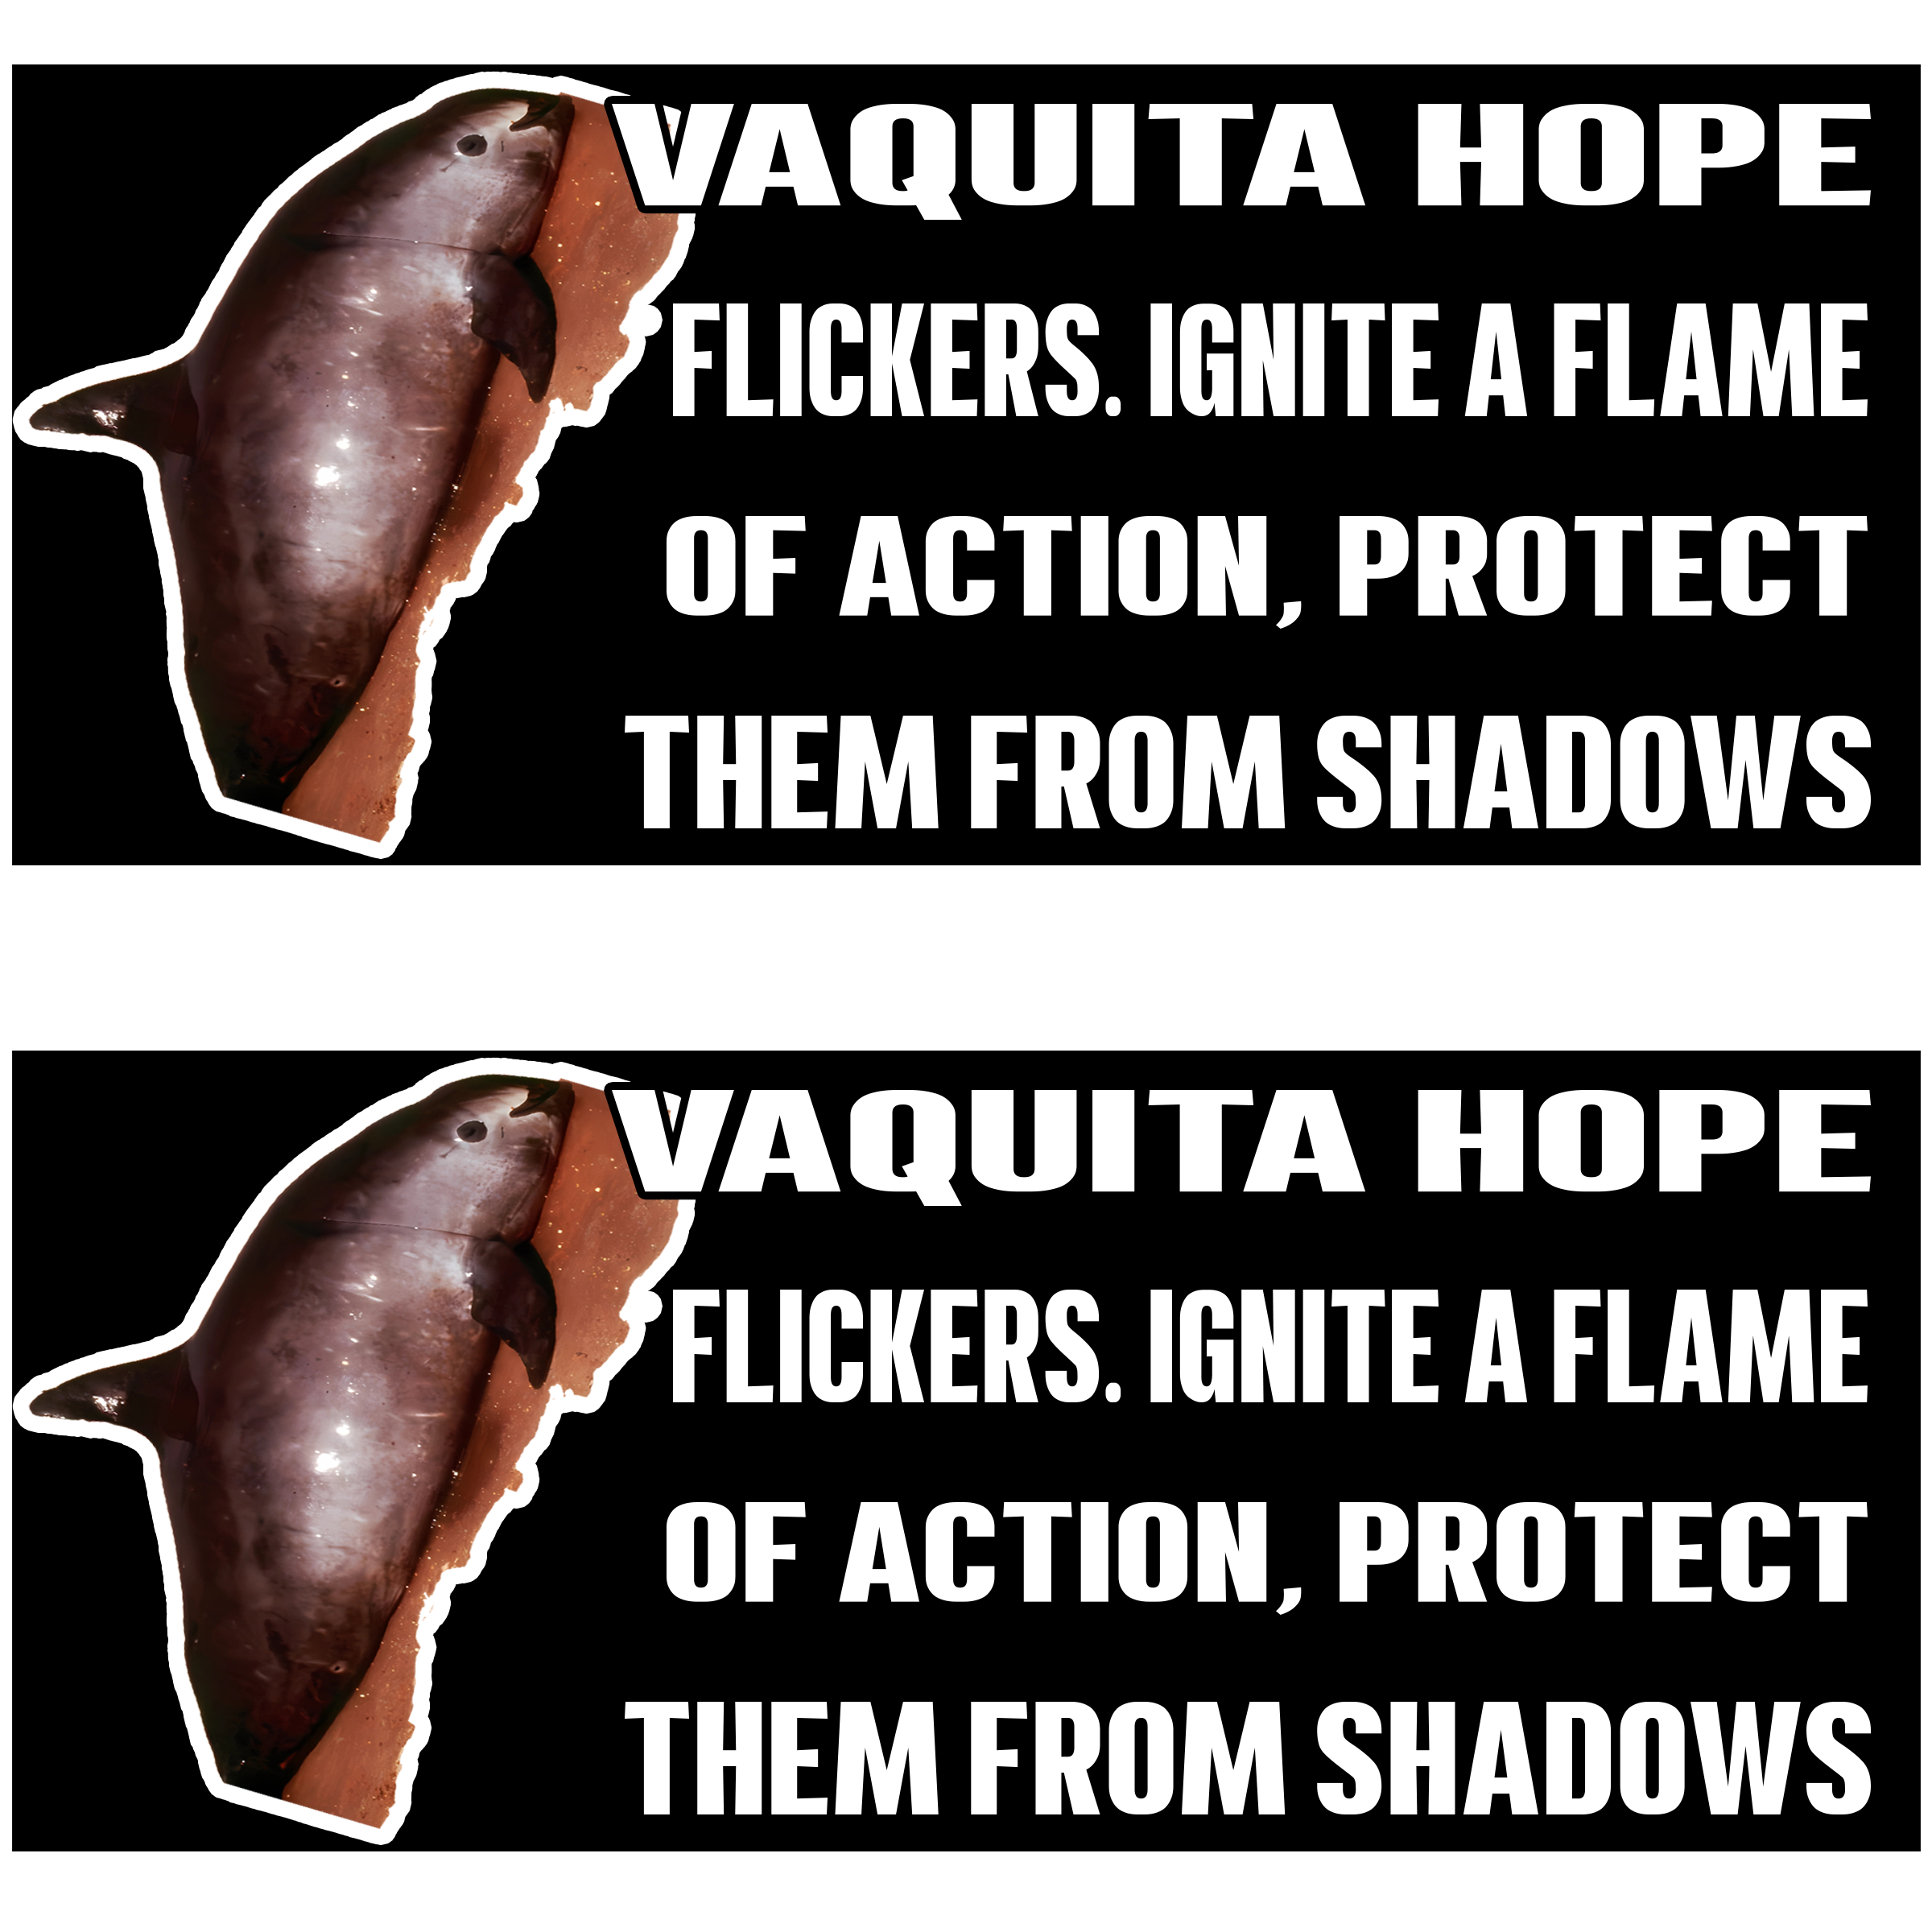 VAQUITA HOPE
FLICKERS. IGNITE A FLAME
OF ACTION, PROTECT
THEM FROM SHADOWS
VAQUITA HOPE
FLICKERS. IGNITE A FLAME
OF ACTION, PROTECT
THEM FROM SHADOWS